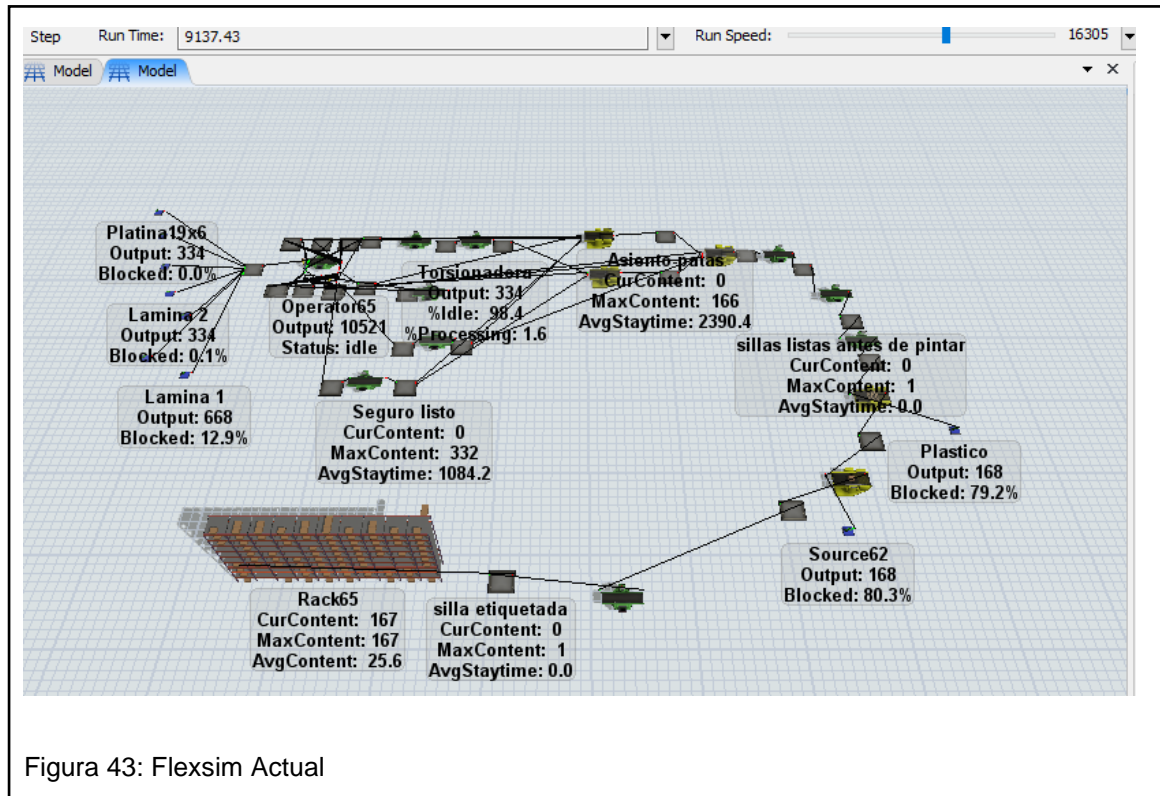 Step Run Time: 9137.43 Run Speed: 16305
Model Model
Platina19x6
Output: 334
Blocked: 0.0%
Lamina 2
Output: 334
Blocked: 0.1%
Lamina 1
Output: 668
Blocked: 12.9%
Operator65
Output: 10521
Status: idle
Torsionadora
Output: 334
%Idle: 98.4
%Processing: 1.6
Asiento patas
CurContent: 0
MaxContent: 166
AvgStaytime: 2390.4
sillas listas antes de pintar
CurContent: 0
MaxContent: 1
AvgStaytime: 0.0
Seguro listo
CurContent: 0
MaxContent: 332
AvgStaytime: 1084.2
Plastico
Output: 168
Blocked: 79.2%
Source62
Output: 168
Blocked: 80.3%
Rack65
CurContent: 167
MaxContent: 167
AvgContent: 25.6
silla etiquetada
CurContent: 0
MaxContent: 1
AvgStaytime: 0.0
Figura 43: Flexsim Actual